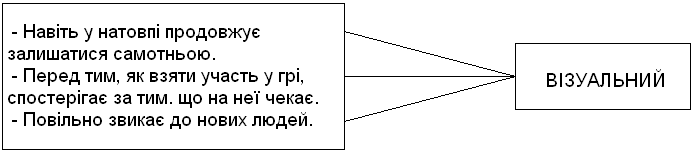 - Навіть у натовпі продовжує
залишатися самотньою.
- Перед тим, як взяти участь у грі,
спостерігає за тим. що на неї чекає.
- Повільно звикає до нових людей.
ВІЗУАЛЬНИЙ